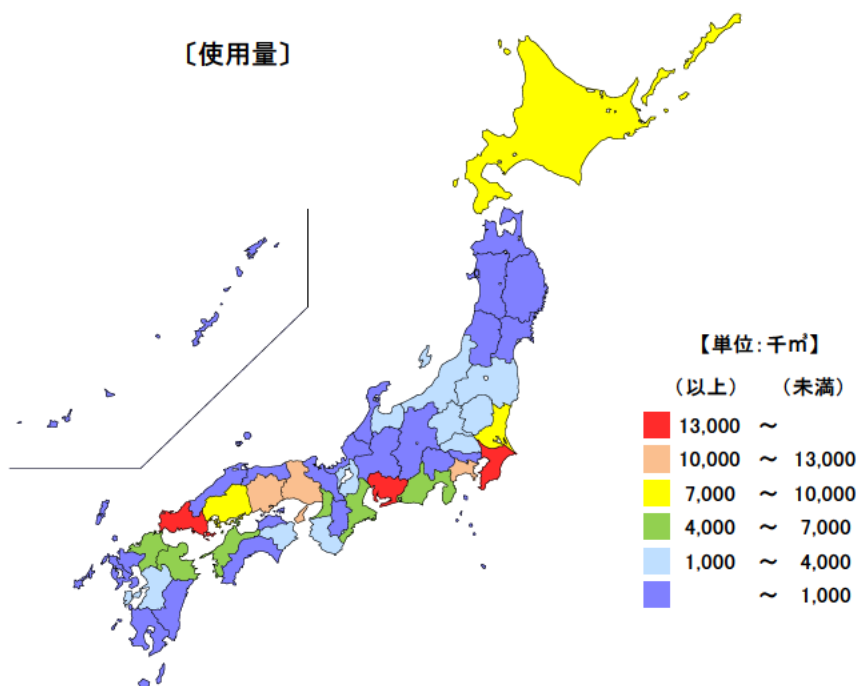 〔使用量〕
【単位:千㎥】
（以上） （未満）
13,000 ～
10,000 ～ 13,000
7,000 ～ 10,000
4,000 ～ 7,000
1,000 ～ 4,000
～ 1,000